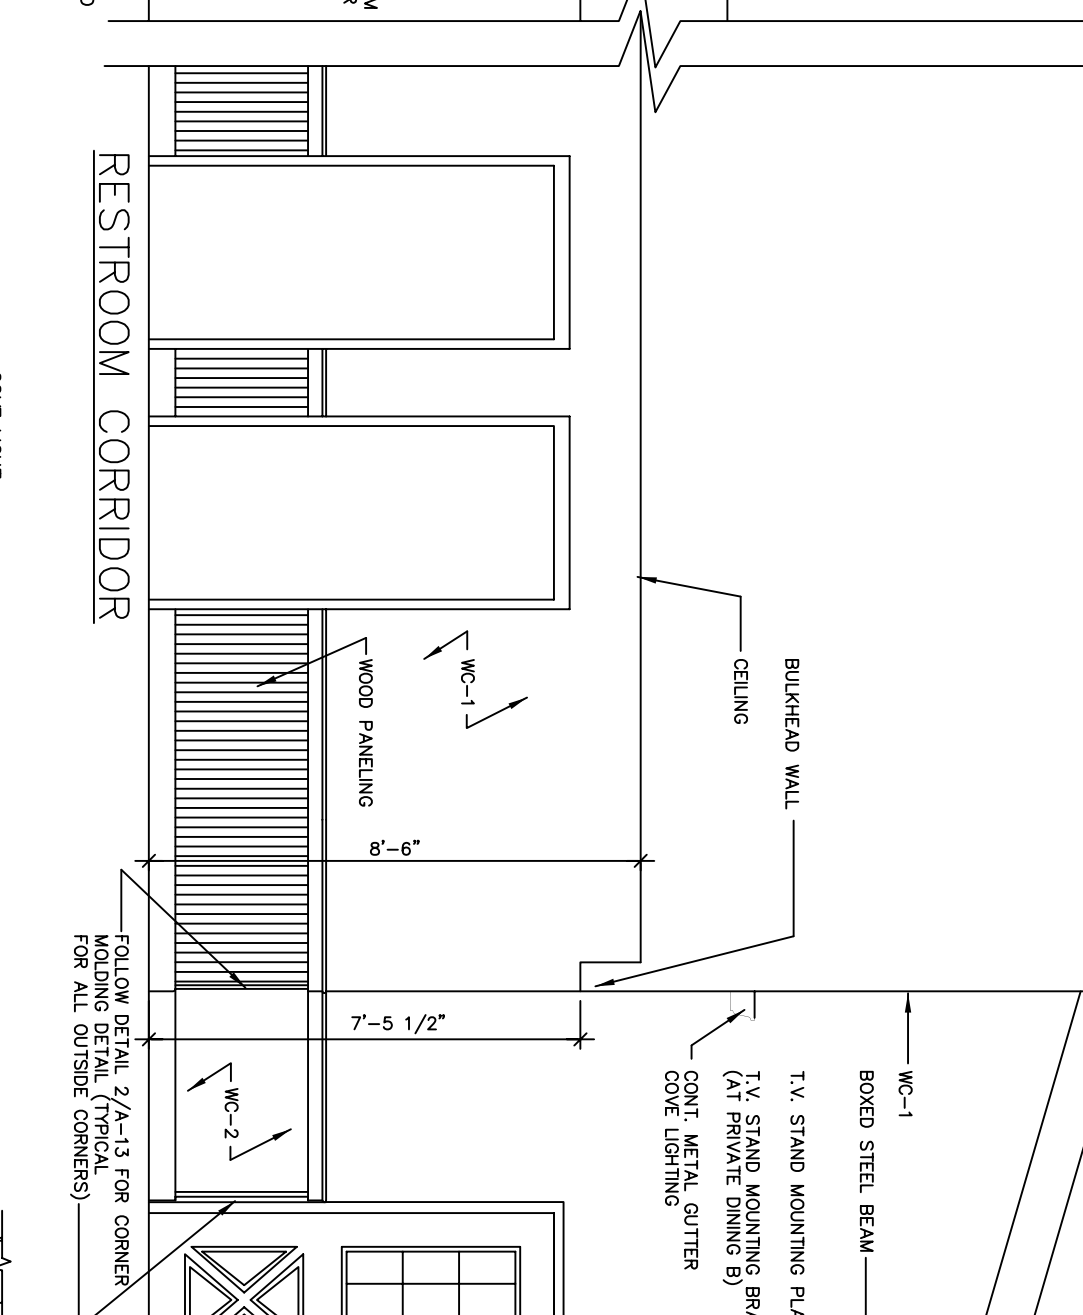 BOXED STEEL BEAM
WC-1
T.V. STAND MOUNTING
T.V. STAND MOUNTING
(AT PRIVATE DINING B)
CONT. METAL GUTTER
COVE LIGHTING
BULKHEAD WALL
CEILING
WC-1
WOOD PANELING
8'-6"
7'-5 1/2"
WC-2
FOLLOW DETAIL 2/A-13 FOR CORNER
MOLDING DETAIL (TYPICAL
FOR ALL OUTSIDE CORNERS)
RESTROOM CORRIDOR